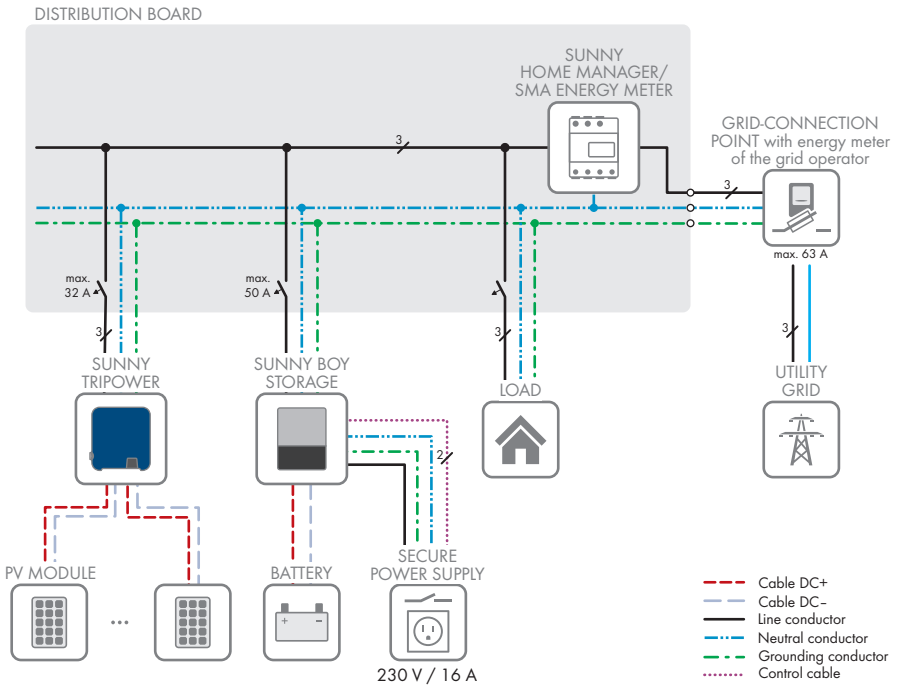 DISTRIBUTION BOARD
SUNNY
HOME MANAGER/
SMA ENERGY METER
GRID-CONNECTION
POINT with energy meter
of the grid operator
3
3
max. 63 A
max.
32 A
max.
50 A
3
3
3
SUNNY
TRIPOWER
SUNNY BOY
STORAGE
LOAD
UTILITY
GRID
2
PV MODULE
...
BATTERY
+ −
SECURE
POWER SUPPLY
230 V / 16 A
Cable DC+
Cable DC–
Line conductor
Neutral conductor
Grounding conductor
Control cable